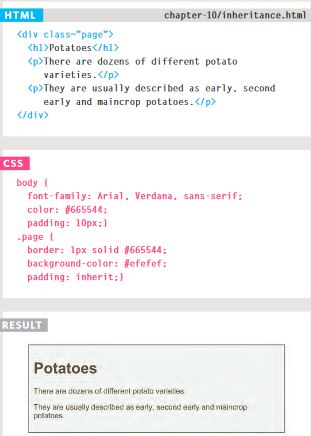 HTML
chapter-10/inheritance.html
<div class="page">
<h1>Potatoes</h1>
<p>There are dozens of different potato
varieties.</p>
<p>They are usually described as early, second
early and maincrop potatoes.</p>
</div>
CSS
body {
font-family: Arial, Verdana, sans-serif;
color: #665544;
padding: 10px;}
.page {
border: 1px solid #665544;
background-color: #efefef;
padding: inherit;}
RESULT
Potatoes
There are dozens of different potato varieties.
They are usually described as early, second early and maincrop
potatoes.